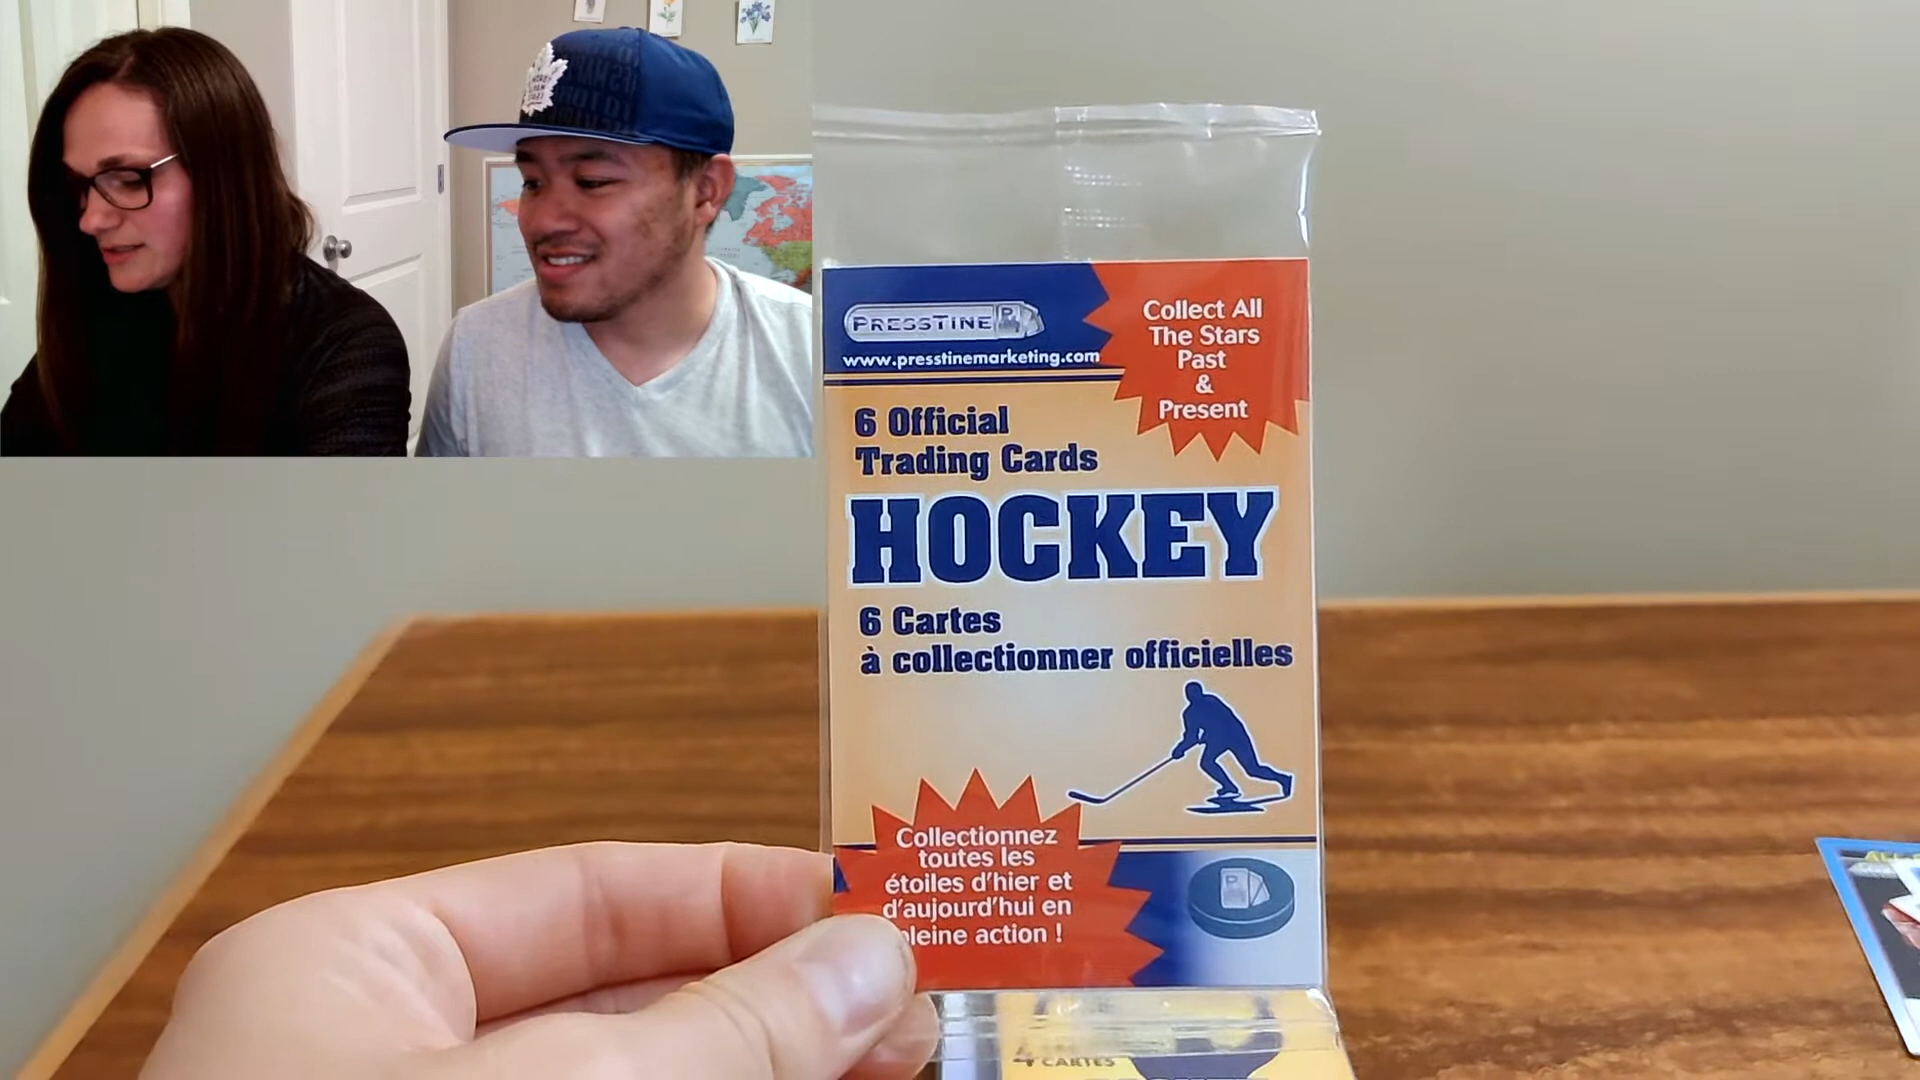 PRESSTINE
www.presstinemarketing.com
Collect All
The Stars
Past
&
Present
6 Official
Trading Cards
HOCKEY
6 Cartes
à collectionner officielles
Collectionnez
toutes les
étoiles d'hier et
d'aujourd'hui en
pleine action !
4
CARTES